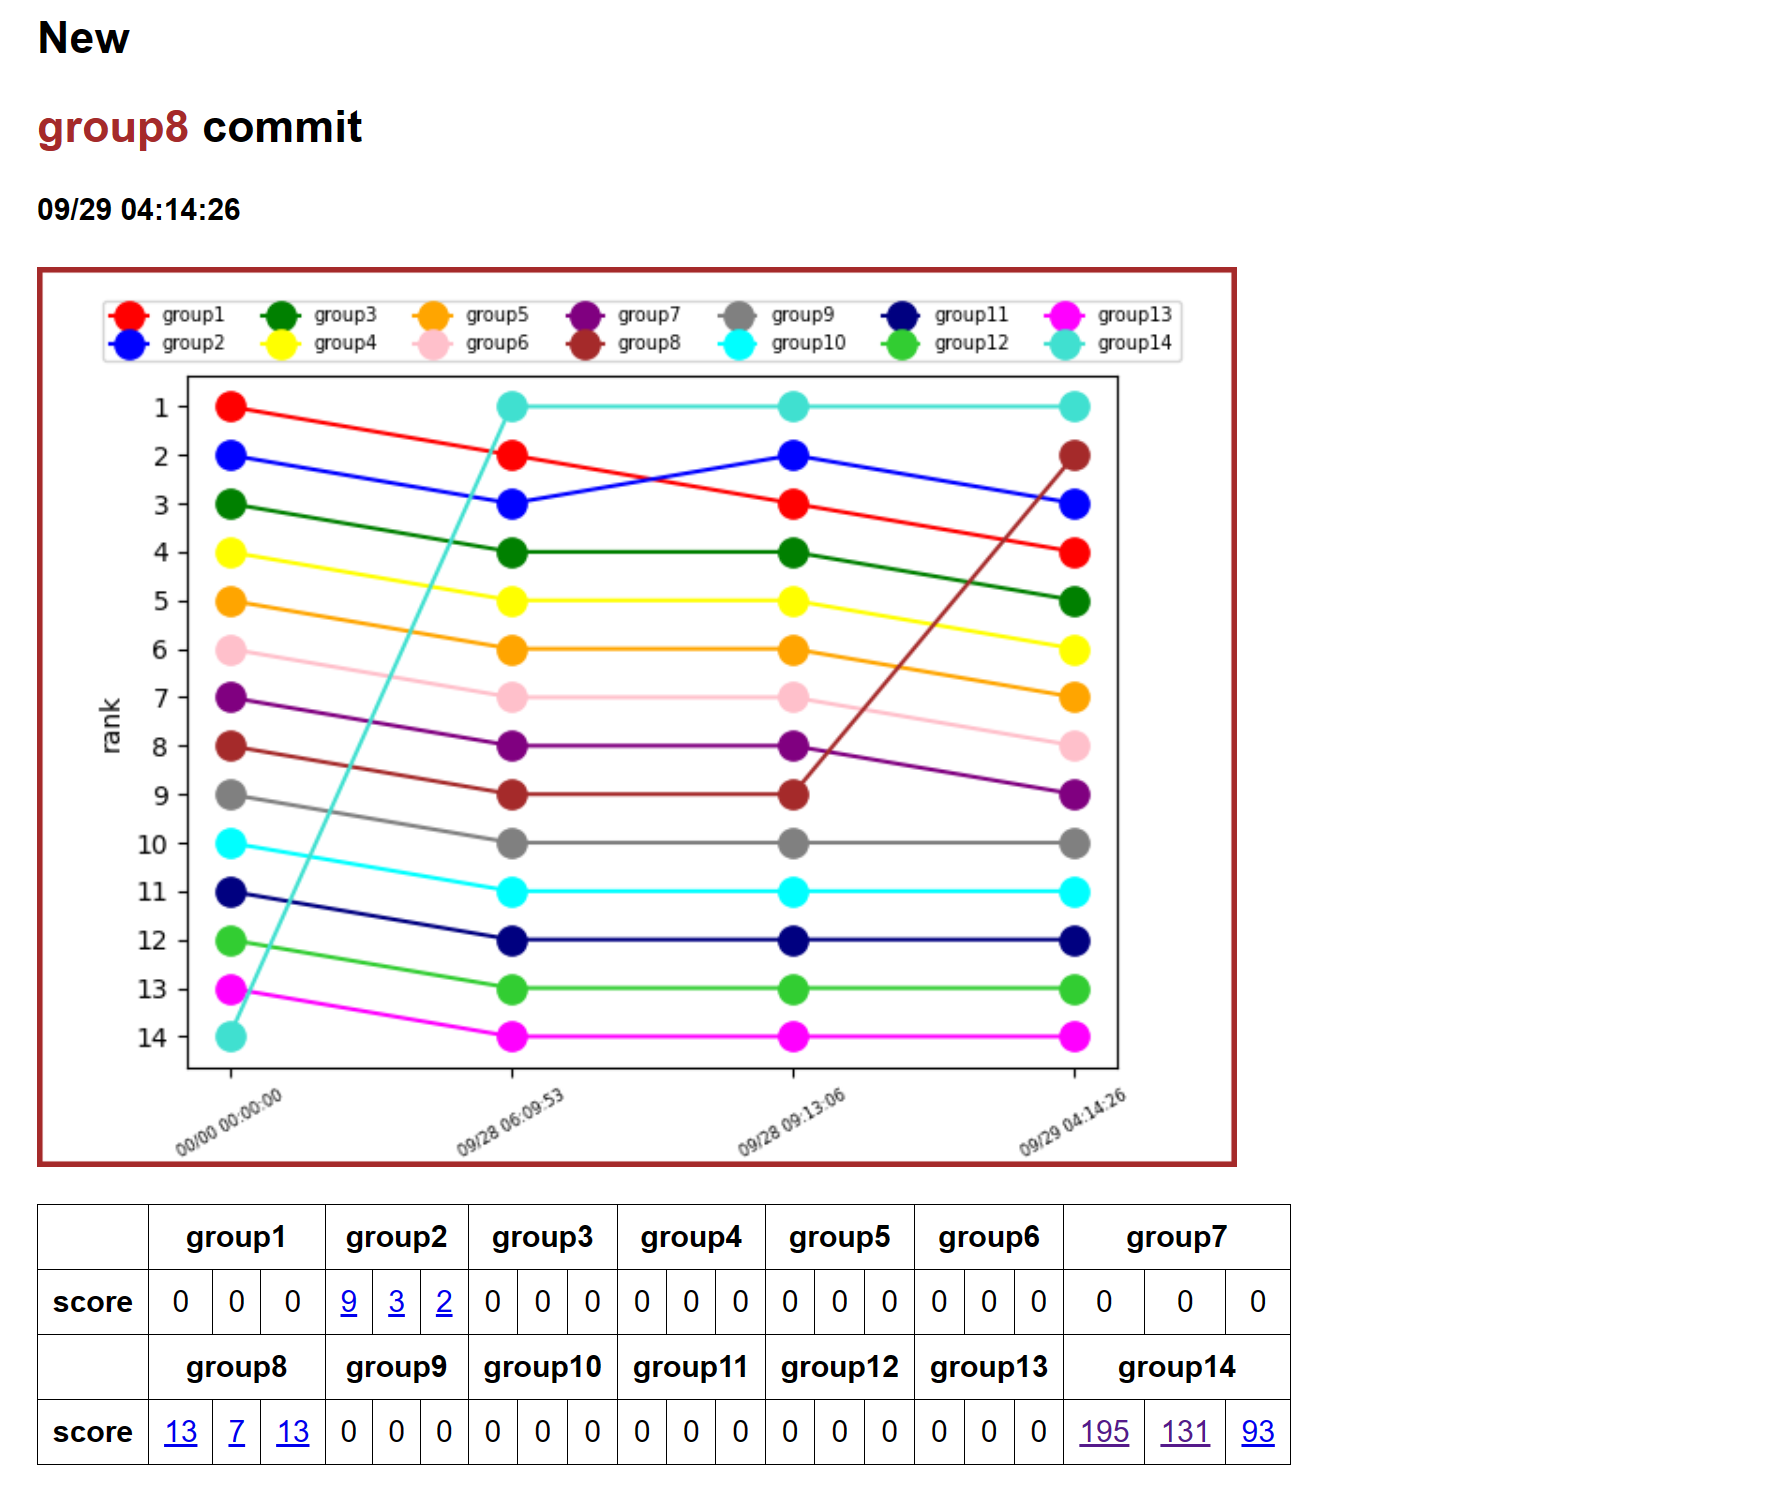 New
group8 commit
09/29 04:14:26
group1 group3 group5 group7 group9 group11 group13
group2 group4 group6 group8 group10 group12 group14
rank
1
2
3
4
5
6
7
8
9
10
11
12
13
14
00/00 00:00:00 09/28 06:09:53 09/28 09:13:06 09/29 04:14:26
group1 group2 group3 group4 group5 group6 group7
score 0 0 0 9 3 2 0 0 0 0 0 0 0 0 0 0 0 0 0 0 0
group8 group9 group10 group11 group12 group13 group14
score 13 7 13 0 0 0 0 0 0 0 0 0 0 0 0 0 0 0 195 131 93